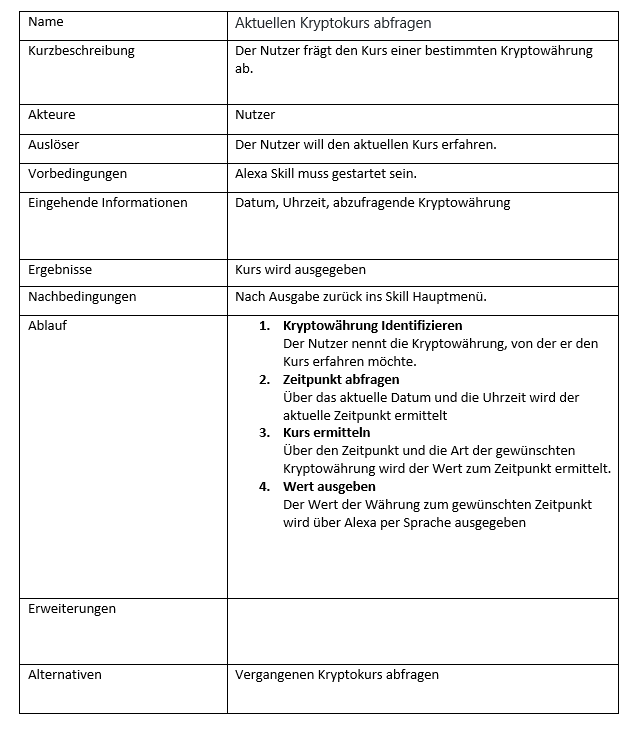 Name
Aktuellen Kryptokurs abfragen
Kurzbeschreibung
Der Nutzer frägt den Kurs einer bestimmten Kryptowährung
ab.
Akteure
Nutzer
Auslöser
Der Nutzer will den aktuellen Kurs erfahren.
Vorbedingungen
Alexa Skill muss gestartet sein.
Eingehende Informationen
Datum, Uhrzeit, abzufragende Kryptowährung
Ergebnisse
Kurs wird ausgegeben
Nachbedingungen
Nach Ausgabe zurück ins Skill Hauptmenü.
Ablauf
1. Kryptowährung Identifizieren
Der Nutzer nennt die Kryptowährung, von der er den
Kurs erfahren möchte.
2. Zeitpunkt abfragen
Über das aktuelle Datum und die Uhrzeit wird der
aktuelle Zeitpunkt ermittelt
3. Kurs ermitteln
Über den Zeitpunkt und die Art der gewünschten
Kryptowährung wird der Wert zum Zeitpunkt ermittelt.
4. Wert ausgeben
Der Wert der Währung zum gewünschten Zeitpunkt
wird über Alexa per Sprache ausgegeben
Erweiterungen
Alternativen
Vergangenen Kryptokurs abfragen